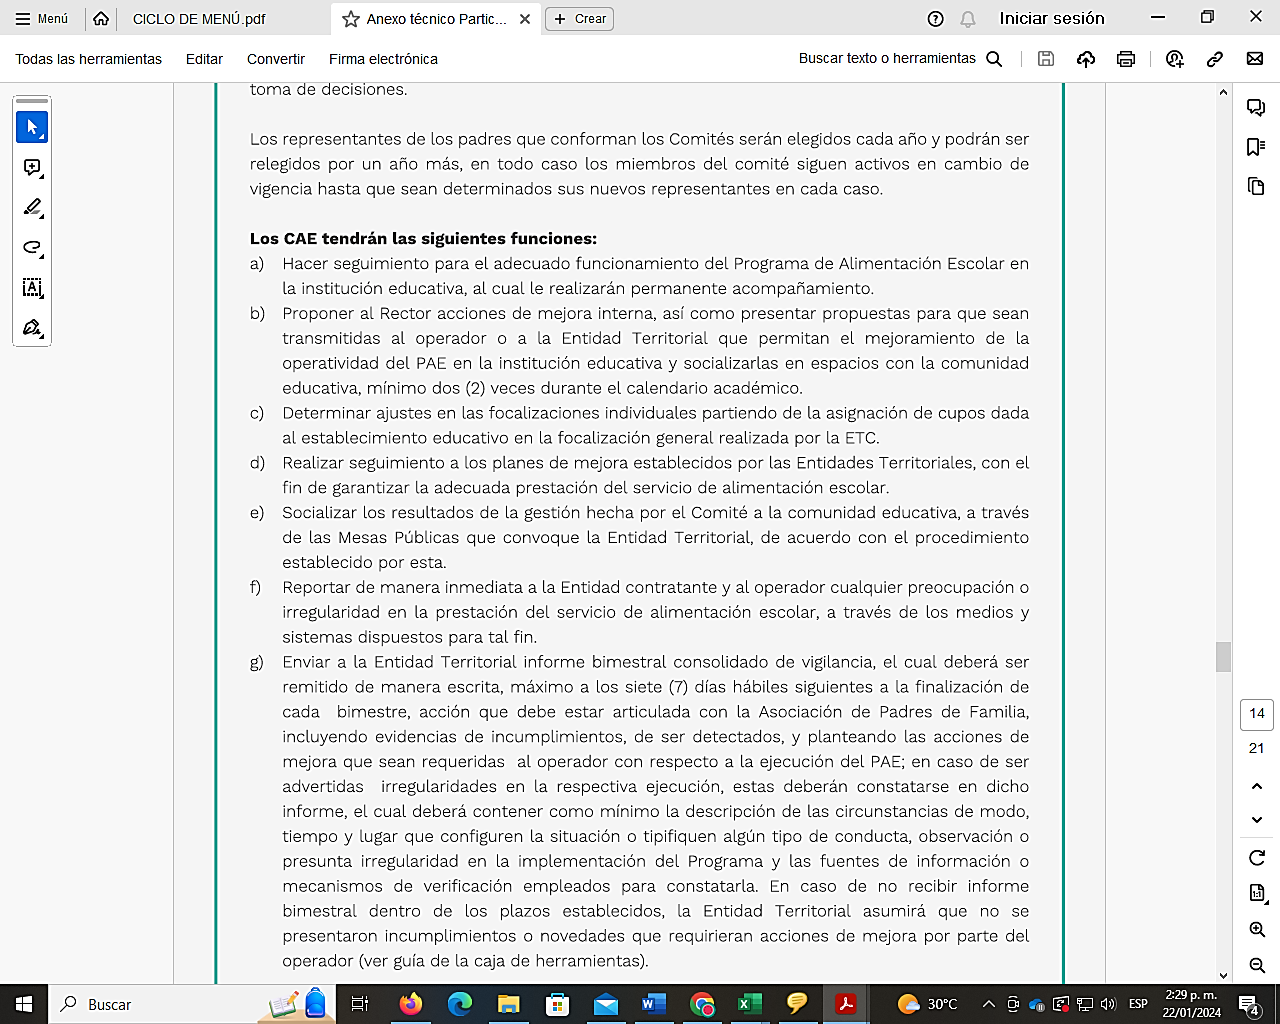 Menú
CICLO DE MENÚ.pdf
Anexo técnico Partic...
Crear
Iniciar sesión
Todas las herramientas
Editar
Convertir
Firma electrónica
Buscar texto o herramientas
toma de decisiones.
Los representantes de los padres que conforman los Comités serán elegidos cada año y podrán ser
relegidos por un año más, en todo caso los miembros del comité siguen activos en cambio de
vigencia hasta que sean determinados sus nuevos representantes en cada caso.
Los CAE tendrán las siguientes funciones:
a) Hacer seguimiento para el adecuado funcionamiento del Programa de Alimentación Escolar en
la institución educativa, al cual le realizarán permanente acompañamiento.
b) Proponer al Rector acciones de mejora interna, así como presentar propuestas para que sean
transmitidas al operador o a la Entidad Territorial que permitan el mejoramiento de la
operatividad del PAE en la institución educativa y socializarlas en espacios con la comunidad
educativa, mínimo dos (2) veces durante el calendario académico.
c) Determinar ajustes en las focalizaciones individuales partiendo de la asignación de cupos dada
al establecimiento educativo en la focalización general realizada por la ETC.
d) Realizar seguimiento a los planes de mejora establecidos por las Entidades Territoriales, con el
fin de garantizar la adecuada prestación del servicio de alimentación escolar.
e) Socializar los resultados de la gestión hecha por el Comité a la comunidad educativa, a través
de las Mesas Públicas que convoque la Entidad Territorial, de acuerdo con el procedimiento
establecido por esta.
f) Reportar de manera inmediata a la Entidad contratante y al operador cualquier preocupación o
irregularidad en la prestación del servicio de alimentación escolar, a través de los medios y
sistemas dispuestos para tal fin.
g) Enviar a la Entidad Territorial informe bimestral consolidado de vigilancia, el cual deberá ser
remitido de manera escrita, máximo a los siete (7) días hábiles siguientes a la finalización de
cada bimestre, acción que debe estar articulada con la Asociación de Padres de Familia,
incluyendo evidencias de incumplimientos, de ser detectados, y planteando las acciones de
mejora que sean requeridas al operador con respecto a la ejecución del PAE; en caso de ser
advertidas irregularidades en la respectiva ejecución, estas deberán constatarse en dicho
informe, el cual deberá contener como mínimo la descripción de las circunstancias de modo,
tiempo y lugar que configuren la situación o tipifiquen algún tipo de conducta, observación o
presunta irregularidad en la implementación del Programa y las fuentes de información o
mecanismos de verificación empleados para constatarla. En caso de no recibir informe
bimestral dentro de los plazos establecidos, la Entidad Territorial asumirá que no se
presentaron incumplimientos o novedades que requirieran acciones de mejora por parte del
operador (ver guía de la caja de herramientas).
14
21
Buscar
30°C
ESP
2:29 p. m.
22/01/2024
4